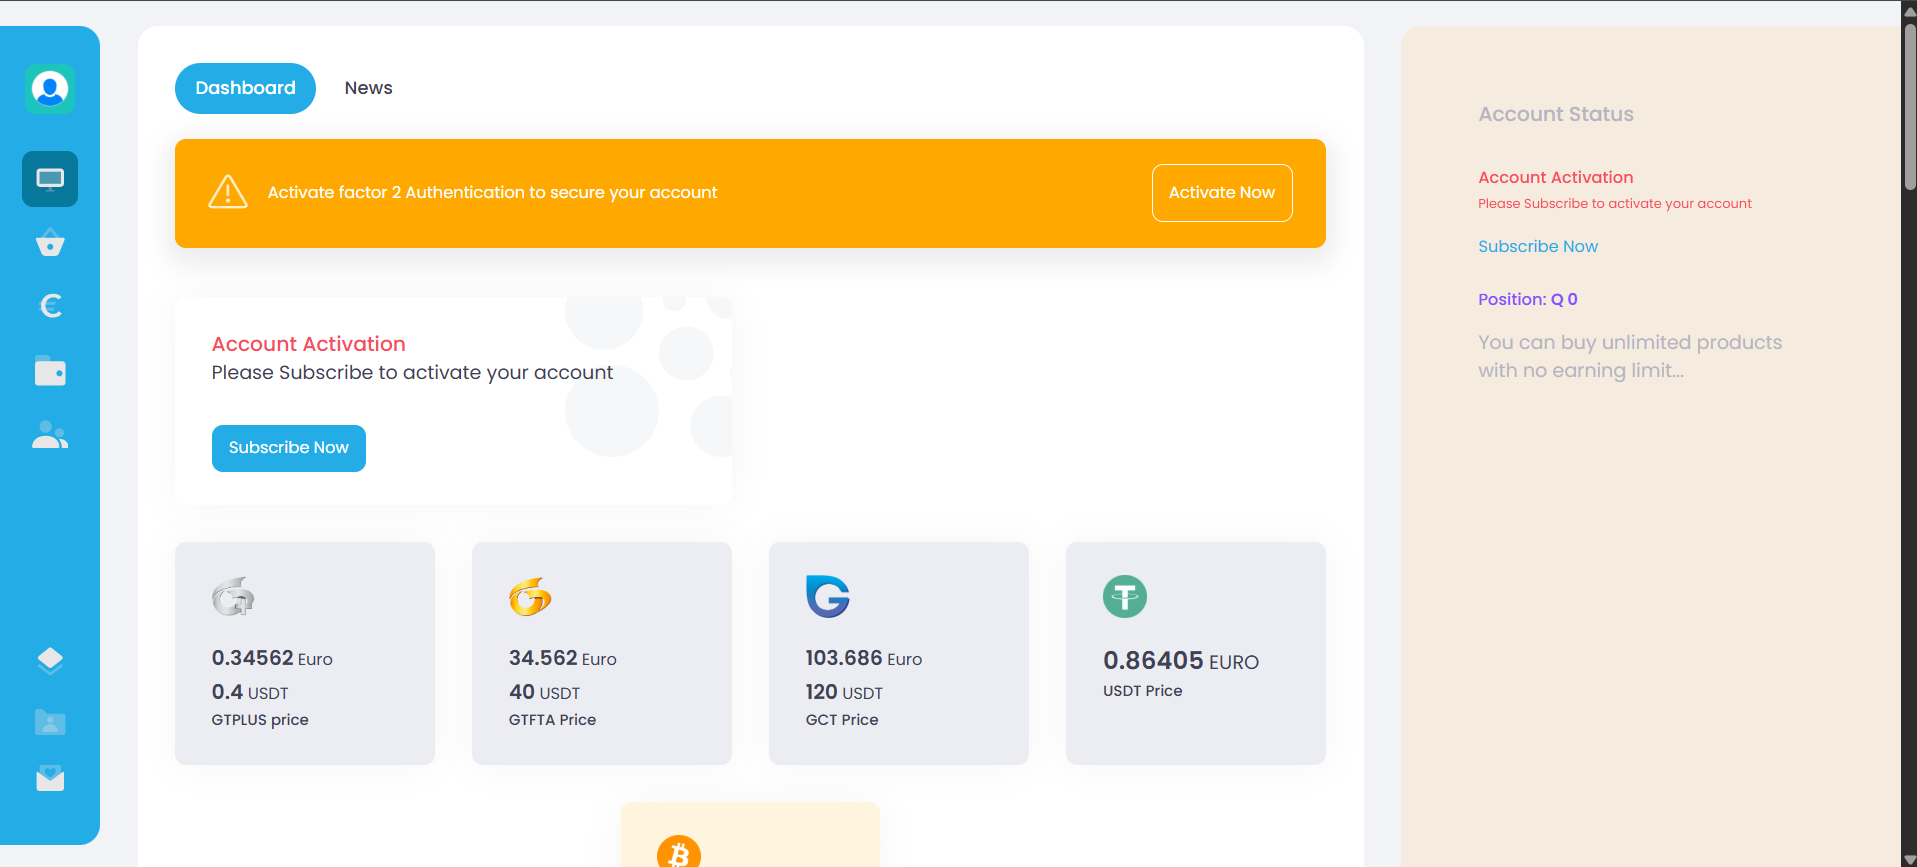 Dashboard
News
Activate factor 2 Authentication to secure your account
Activate Now
Account Activation
Please Subscribe to activate your account
Subscribe Now
0.34562 Euro
0.4 USDT
GTPLUS price
34.562 Euro
40 USDT
GTFTA Price
103.686 Euro
120 USDT
GCT Price
0.86405 EURO
USDT Price
Account Status
Account Activation
Please Subscribe to activate your account
Subscribe Now
Position: Q 0
You can buy unlimited products
with no earning limit...